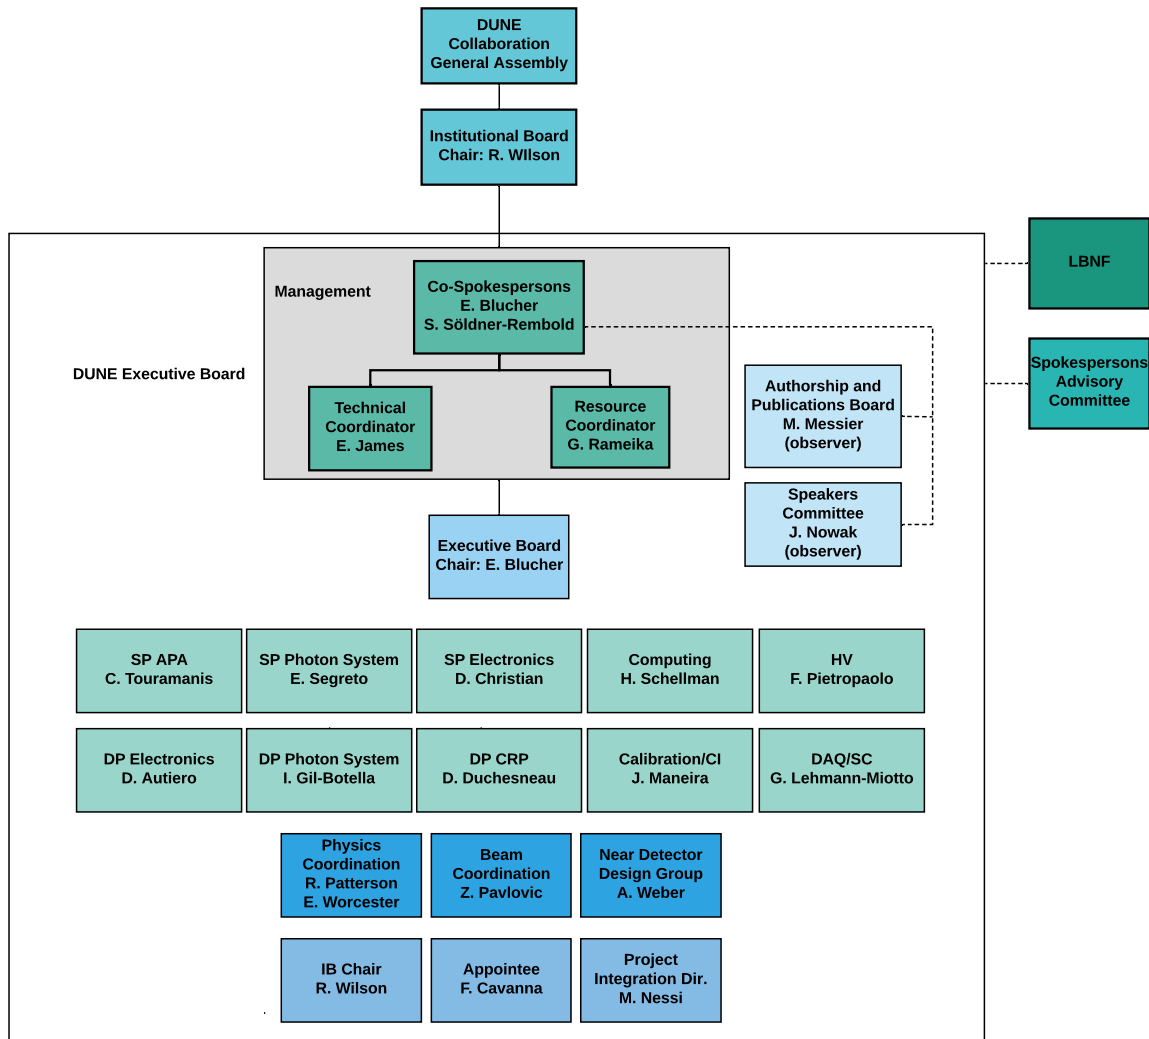 DUNE
Collaboration
General Assembly
Institutional Board
Chair: R. WIlson
Management
Co-Spokespersons
E. Blucher
S. Söldner-Rembold
LBNF
DUNE Executive Board
Technical
Coordinator
E. James
Resource
Coordinator
G. Rameika
Authorship and
Publications Board
M. Messier
(observer)
Spokespersons
Advisory
Committee
Speakers
Committee
J. Nowak
(observer)
Executive Board
Chair: E. Blucher
SP APA
C. Touramanis
SP Photon System
E. Segreto
SP Electronics
D. Christian
Computing
H. Schellman
HV
F. Pietropaolo
DP Electronics
D. Autiero
DP Photon System
I. Gil-Botella
DP CRP
D. Duchesneau
Calibration/CI
J. Maneira
DAQ/SC
G. Lehmann-Miotto
Physics
Coordination
R. Patterson
E. Worcester
Beam
Coordination
Z. Pavlovic
Near Detector
Design Group
A. Weber
IB Chair
R. Wilson
Appointee
F. Cavanna
Project
Integration Dir.
M. Nessi